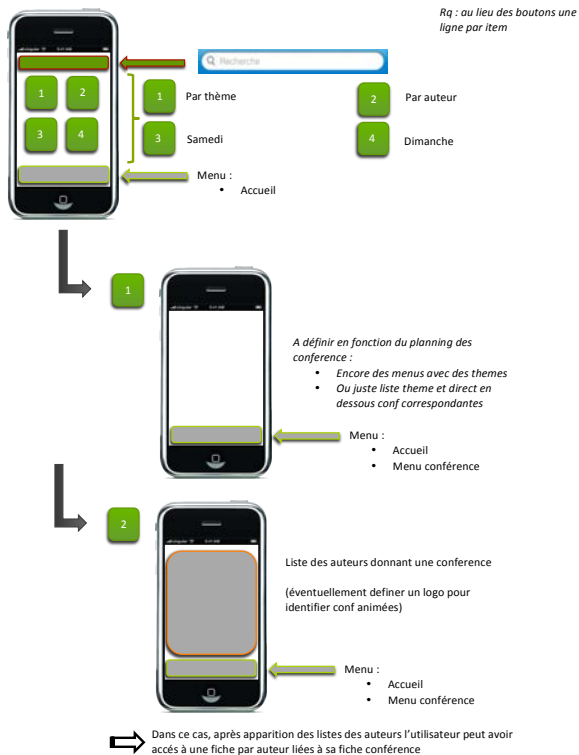 Rq : au lieu des boutons une
ligne par item
Recherche
1
2
3
4
1
Par thème
2
Par auteur
3
Samedi
4
Dimanche
Menu :
• Accueil
1
A définir en fonction du planning des
conference :
• Encore des menus avec des themes
• Ou juste liste theme et direct en
dessous conf correspondantes
Menu :
• Accueil
• Menu conférence
2
Liste des auteurs donnant une conference
(éventuellement definer un logo pour
identifier conf animées)
Menu :
• Accueil
• Menu conférence
Dans ce cas, après apparition des listes des auteurs l'utilisateur peut avoir
accés à une fiche par auteur liées à sa fiche conférence